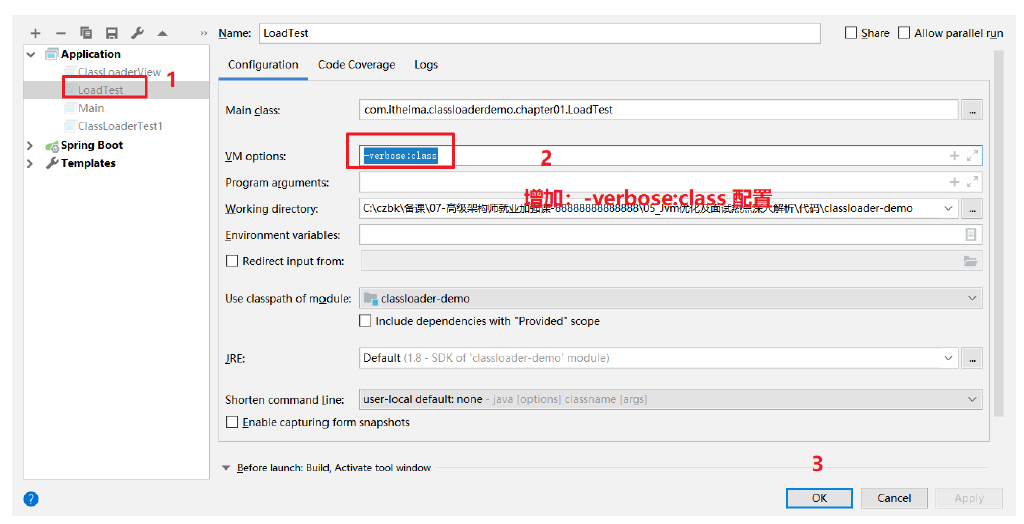 Name: LoadTest
Share
Allow parallel run
Application
ClassLoaderView
LoadTest
1
Main
ClassLoaderTest1
Spring Boot
Templates
Configuration Code Coverage Logs
Main class: com.itheima.classloaderdemo.chapter01.LoadTest ...
VM options: -verbose:class
2
Program arguments:
增加：-verbose:class 配置
Working directory: C:\czbk\备课\07-高级架构师就业加强课-88888888888888\05_Jvm优化及面试热点深入解析\代码\classloader-demo ...
Environment variables:
Redirect input from:
Use classpath of module: classloader-demo
Include dependencies with "Provided" scope
JRE: Default (1.8 - SDK of 'classloader-demo' module) ...
Shorten command line: user-local default: none - java [options] classname [args]
Enable capturing form snapshots
Before launch: Build, Activate tool window
3
? OK Cancel Apply